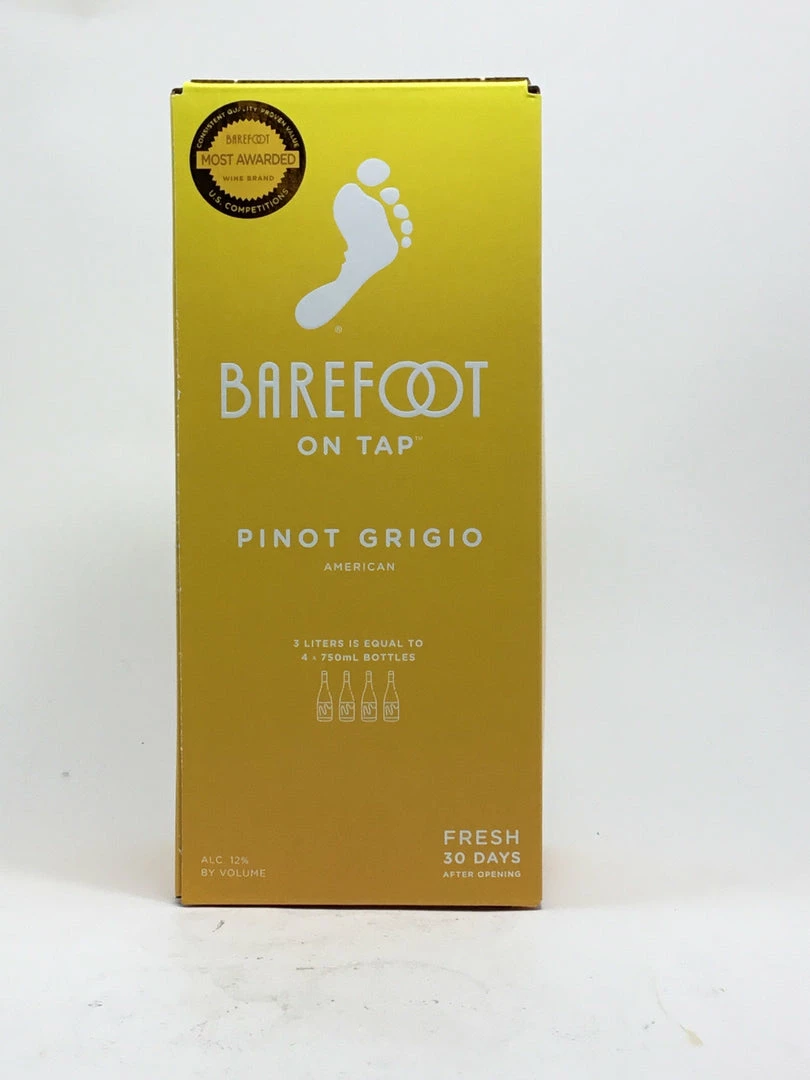 CONSISTENT QUALITY PROVEN VALUE
BAREFOOT
MOST AWARDED
WINE BRAND
U.S. COMPETITIONS
®
BAREFOOT
ON TAP™
PINOT GRIGIO
AMERICAN
3 LITERS IS EQUAL TO
4 x 750mL BOTTLES
ALC. 12%
BY VOLUME
FRESH
30 DAYS
AFTER OPENING